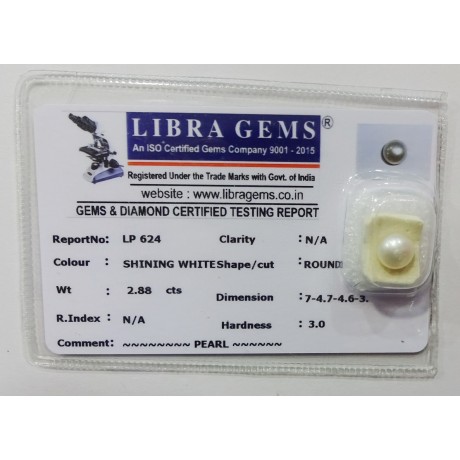 LIBRA GEMS®
An ISO Certified Gems Company 9001 - 2015
Registered Under the Trade Marks with Govt. of India
website : www.libragems.co.in
GEMS & DIAMOND CERTIFIED TESTING REPORT
ReportNo: LP 624 Clarity : N/A
Colour : SHINING WHITE Shape/cut : ROUND
Wt : 2.88 cts Dimension : 7-4.7-4.6-3.
R.Index : N/A Hardness : 3.0
Comment: ~~~~~~~~ PEARL ~~~~~~